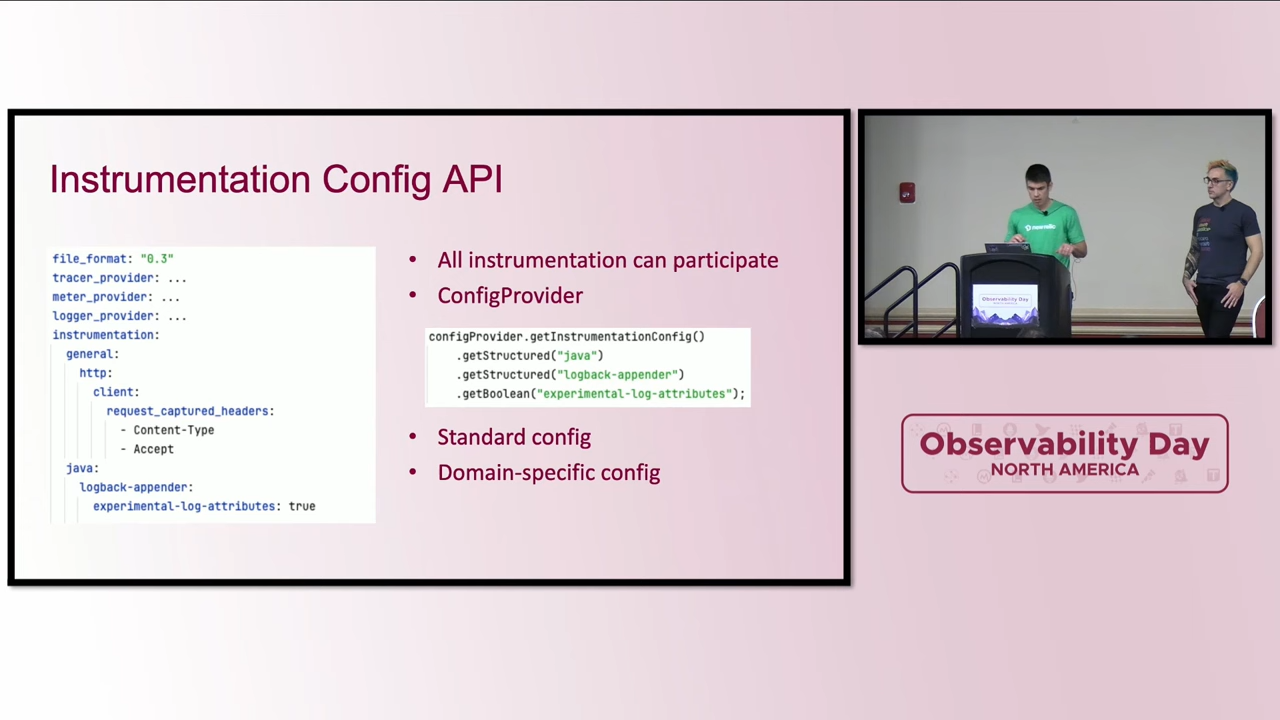 Instrumentation Config API
file_format: "0.3"
tracer_provider: ...
meter_provider: ...
logger_provider: ...
instrumentation:
general:
http:
client:
request_captured_headers:
- Content-Type
- Accept
java:
logback-appender:
experimental-log-attributes: true
• All instrumentation can participate
• ConfigProvider
configProvider.getInstrumentationConfig()
.getStructured("java")
.getStructured("logback-appender")
.getBoolean("experimental-log-attributes");
• Standard config
• Domain-specific config
Observability Day
Observability Day
NORTH AMERICA